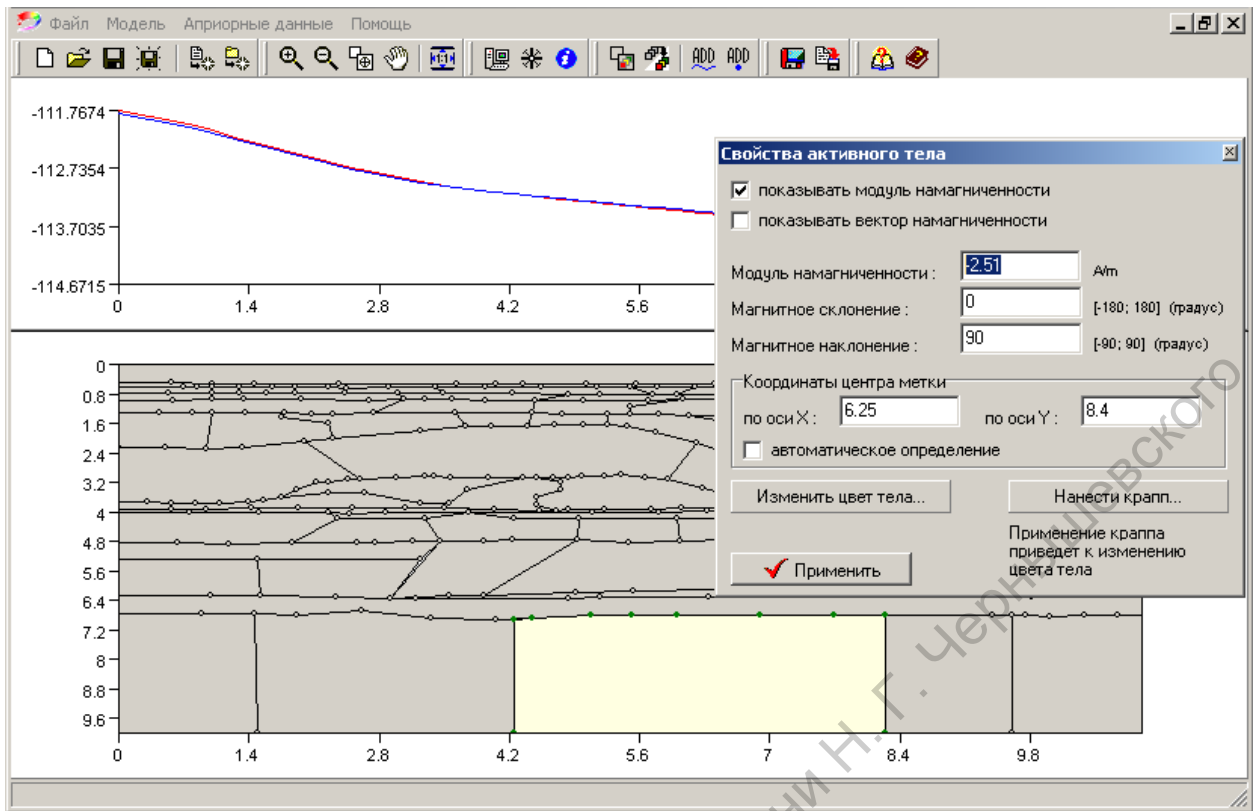 Файл Модель Априорные данные Помощь
ADD ADD
-111.7674
-112.7354
-113.7035
-114.6715
0 1.4 2.8 4.2 5.6
Свойства активного тела
показывать модуль намагниченности
показывать вектор намагниченности
Модуль намагниченности : -2.51 A/m
Магнитное склонение : 0 [-180; 180] (градус)
Магнитное наклонение : 90 [-90; 90] (градус)
Координаты центра метки
по оси X : 6.25 по оси Y : 8.4
автоматическое определение
Изменить цвет тела... Нанести крапп...
Применение краппа
приведет к изменению
цвета тела
Применить
0
0.8
1.6
2.4
3.2
4
4.8
5.6
6.4
7.2
8
8.8
9.6
0 1.4 2.8 4.2 5.6 7 8.4 9.8
ни Н. Г. Чернышевского